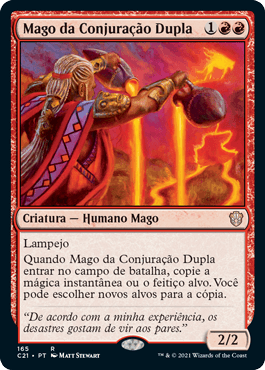 Mago da Conjuração Dupla 1
Criatura — Humano Mago
Lampejo
Quando Mago da Conjuração Dupla
entrar no campo de batalha, copie a
mágica instantânea ou o feitiço alvo. Você
pode escolher novos alvos para a cópia.
“De acordo com a minha experiência, os
desastres gostam de vir aos pares.”
2/2
165 R
C21 • PT Matt Stewart
™ & © 2021 Wizards of the Coast